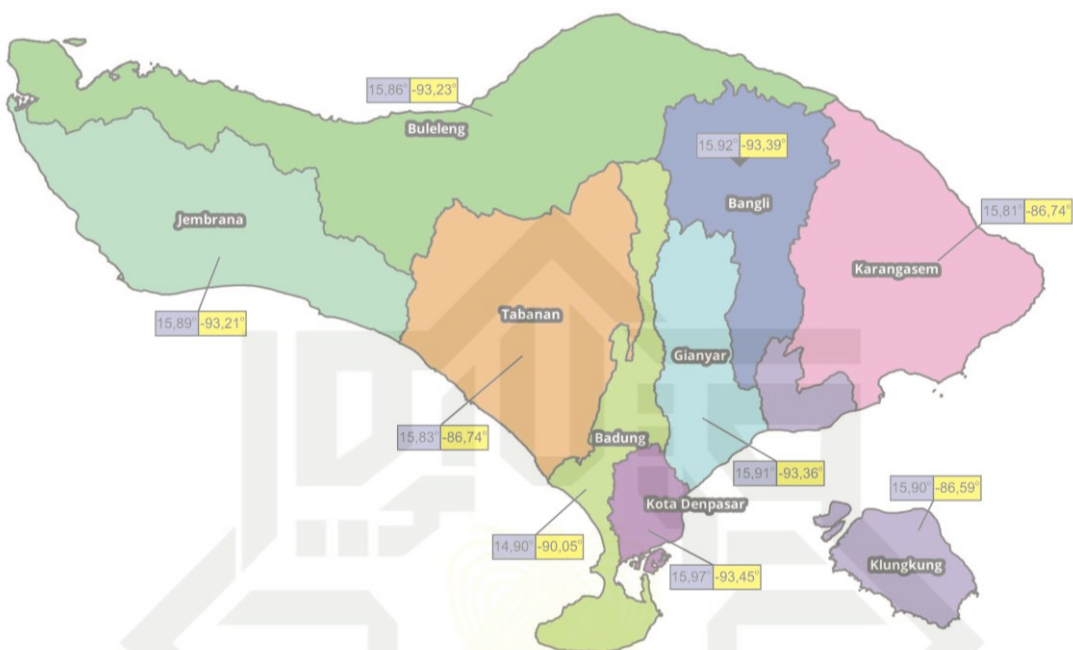 15,86° -93,23°
Buleleng
15.92° -93,39°
Bangli
Jembrana
15,81° -86,74°
Karangasem
15,89° -93,21°
Tabanan
Gianyar
15,83° -86,74°
Badung
15,91° -93,36°
15,90° -86,59°
Kota Denpasar
14,90° -90,05°
Klungkung
15,97° -93,45°